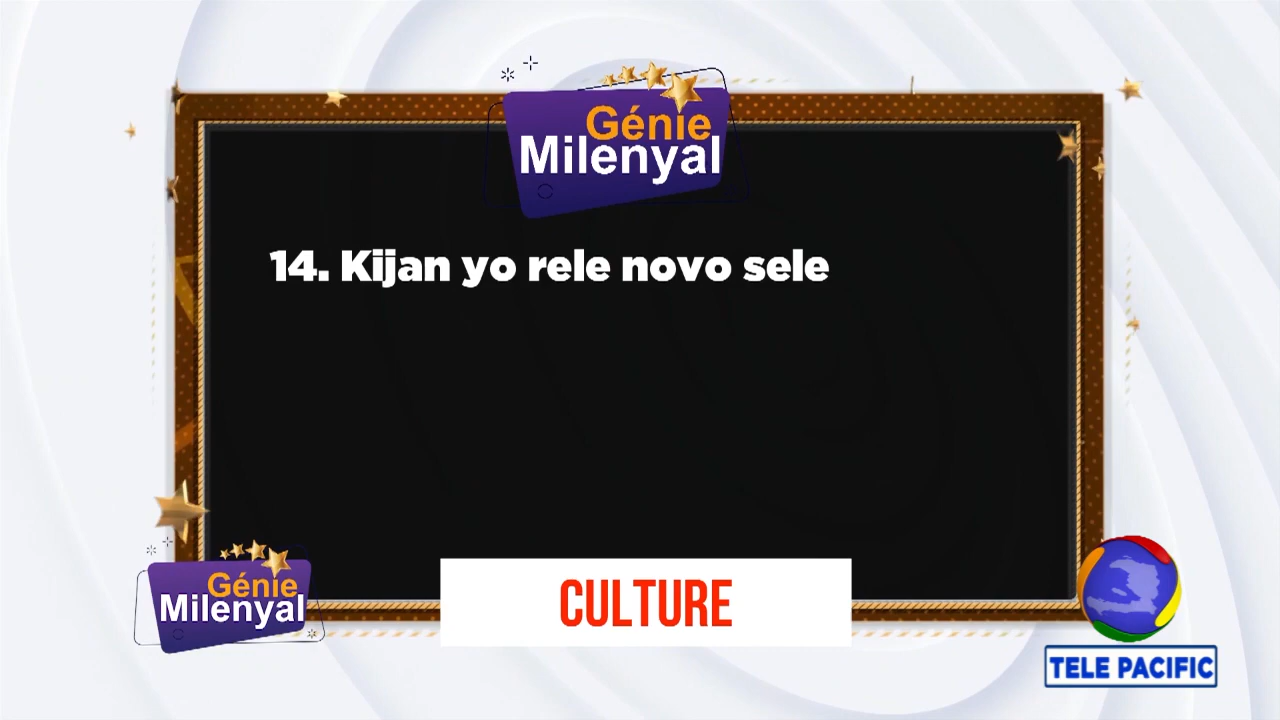 Génie
Milenyal
14. Kijan yo rele novo sele
Génie
Milenyal
CULTURE
TELE PACIFIC